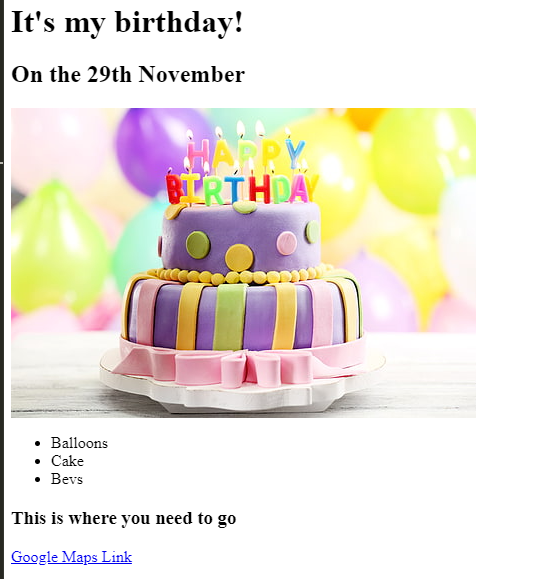 It's my birthday!
On the 29th November
HAPPY
BIRTHDAY
Balloons
Cake
Bevs
This is where you need to go
Google Maps Link